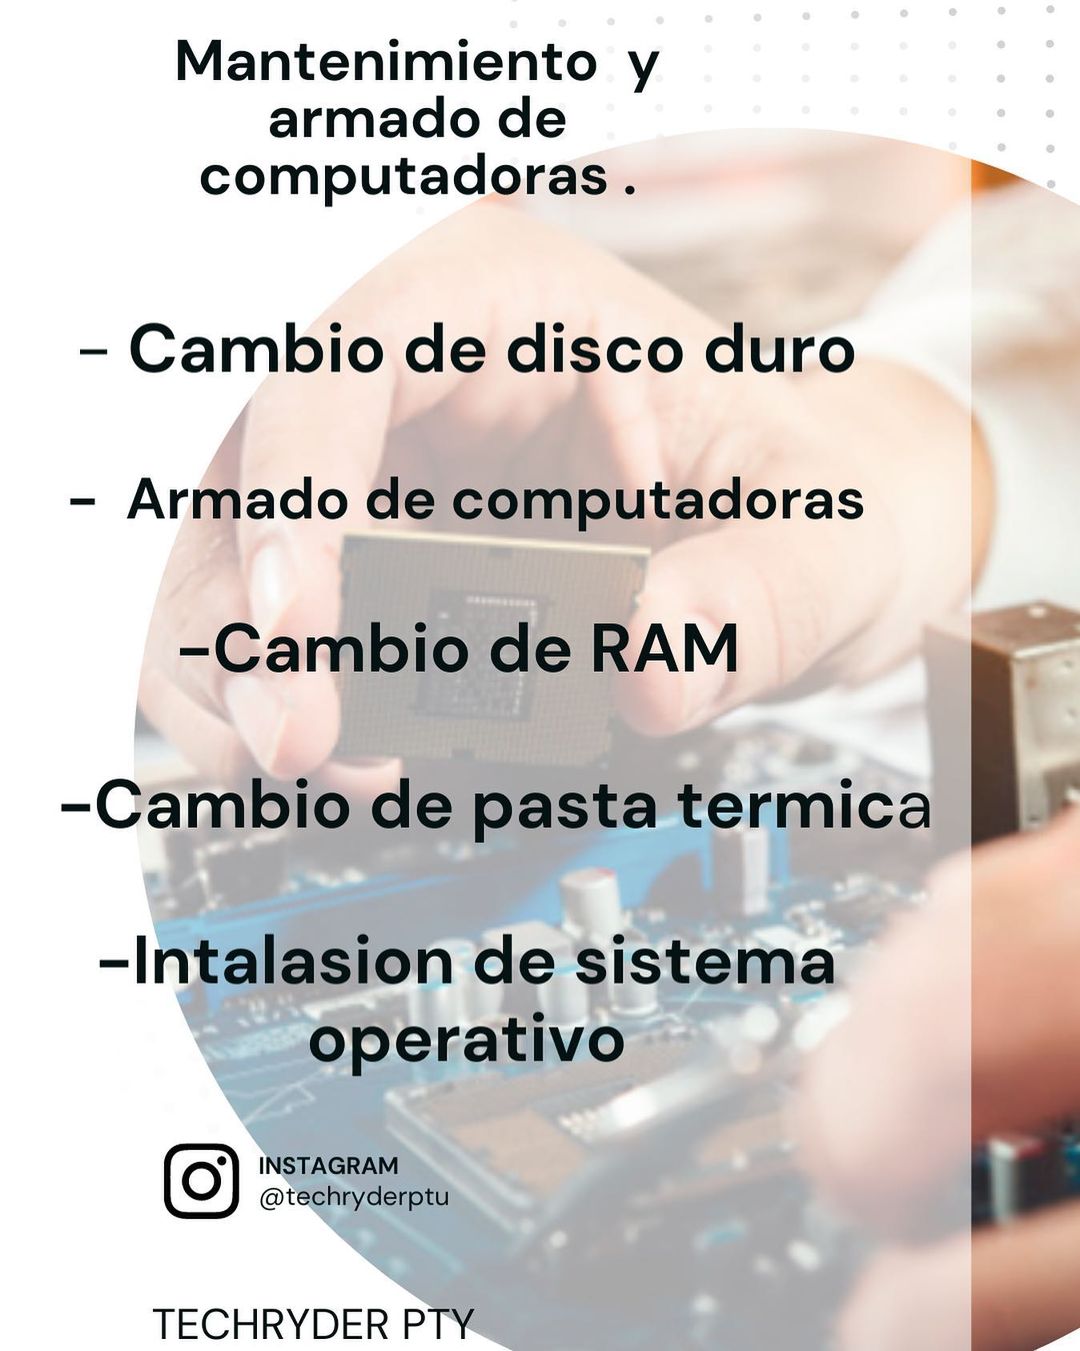 Mantenimiento y
armado de
computadoras .
- Cambio de disco duro
- Armado de computadoras
-Cambio de RAM
-Cambio de pasta termica
-Intalasion de sistema
operativo
INSTAGRAM
@techryderptu
TECHRYDER PTY